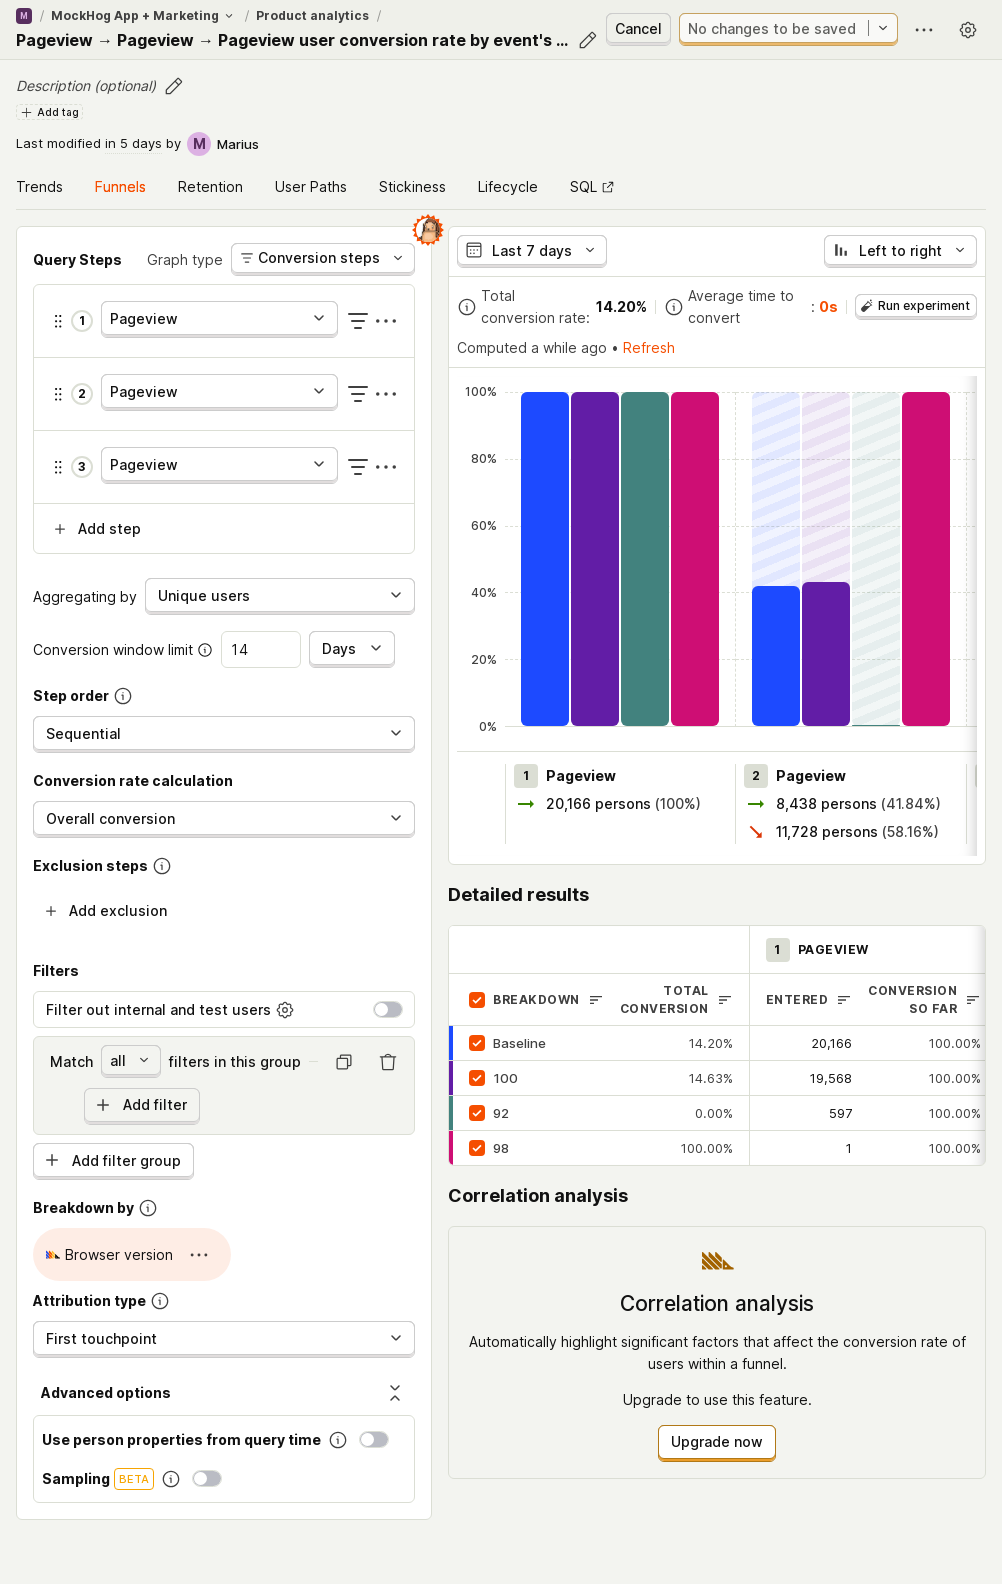 M / MockHog App + Marketing / Product analytics /
Pageview → Pageview → Pageview user conversion rate by event's ...
Cancel
No changes to be saved
Description (optional)
Add tag
Last modified in 5 days by M Marius
Trends Funnels Retention User Paths Stickiness Lifecycle SQL
Query Steps Graph type Conversion steps
1 Pageview
2 Pageview
3 Pageview
Add step
Aggregating by Unique users
Conversion window limit 14 Days
Step order
Sequential
Conversion rate calculation
Overall conversion
Exclusion steps
Add exclusion
Filters
Filter out internal and test users
Match all filters in this group
Add filter
Add filter group
Breakdown by
Browser version
Attribution type
First touchpoint
Advanced options
Use person properties from query time
Sampling BETA
Last 7 days Left to right
Total conversion rate: 14.20%
Average time to convert : 0s
Run experiment
Computed a while ago • Refresh
100%
80%
60%
40%
20%
0%
1 Pageview
20,166 persons (100%)
2 Pageview
8,438 persons (41.84%)
11,728 persons (58.16%)
Detailed results
1 PAGEVIEW
BREAKDOWN TOTAL CONVERSION ENTERED CONVERSION SO FAR
Baseline 14.20% 20,166 100.00%
100 14.63% 19,568 100.00%
92 0.00% 597 100.00%
98 100.00% 1 100.00%
Correlation analysis
Correlation analysis
Automatically highlight significant factors that affect the conversion rate of
users within a funnel.
Upgrade to use this feature.
Upgrade now